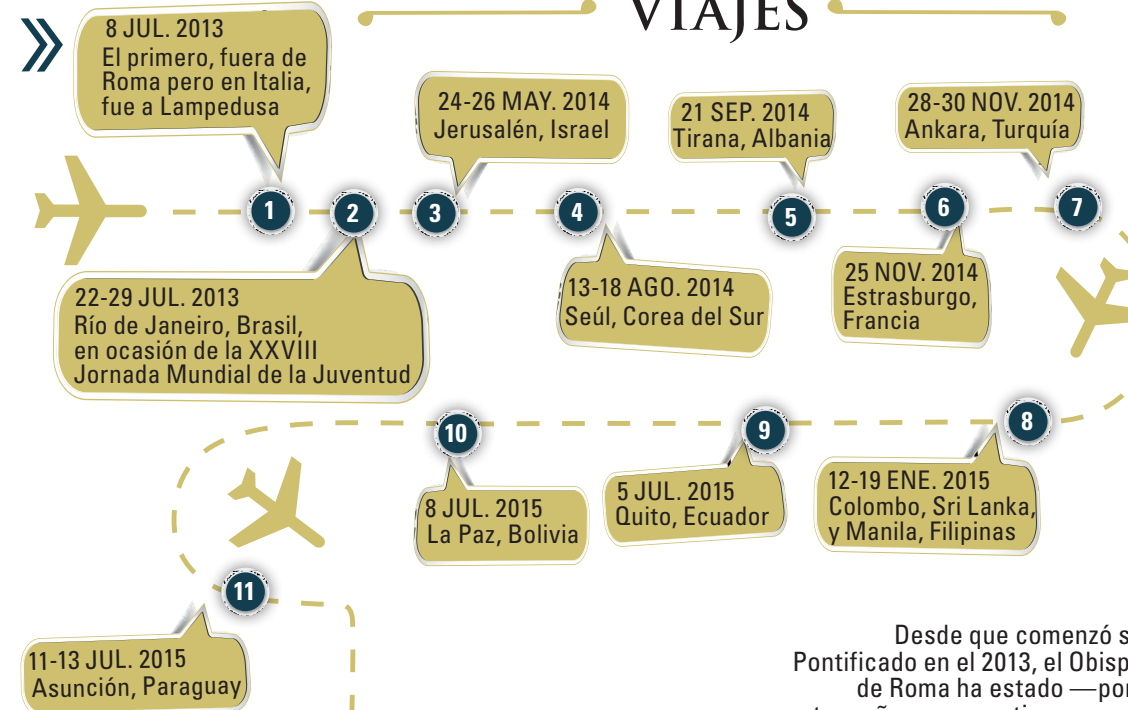 VIAJES
8 JUL. 2013
El primero, fuera de
Roma pero en Italia,
fue a Lampedusa
24-26 MAY. 2014
Jerusalén, Israel
21 SEP. 2014
Tirana, Albania
28-30 NOV. 2014
Ankara, Turquía
1
2
3
4
5
6
7
22-29 JUL. 2013
Río de Janeiro, Brasil,
en ocasión de la XXVIII
Jornada Mundial de la Juventud
13-18 AGO. 2014
Seúl, Corea del Sur
25 NOV. 2014
Estrasburgo,
Francia
10
9
8
8 JUL. 2015
La Paz, Bolivia
5 JUL. 2015
Quito, Ecuador
12-19 ENE. 2015
Colombo, Sri Lanka,
y Manila, Filipinas
11
11-13 JUL. 2015
Asunción, Paraguay
Desde que comenzó s
Pontificado en el 2013, el Obisp
de Roma ha estado —por